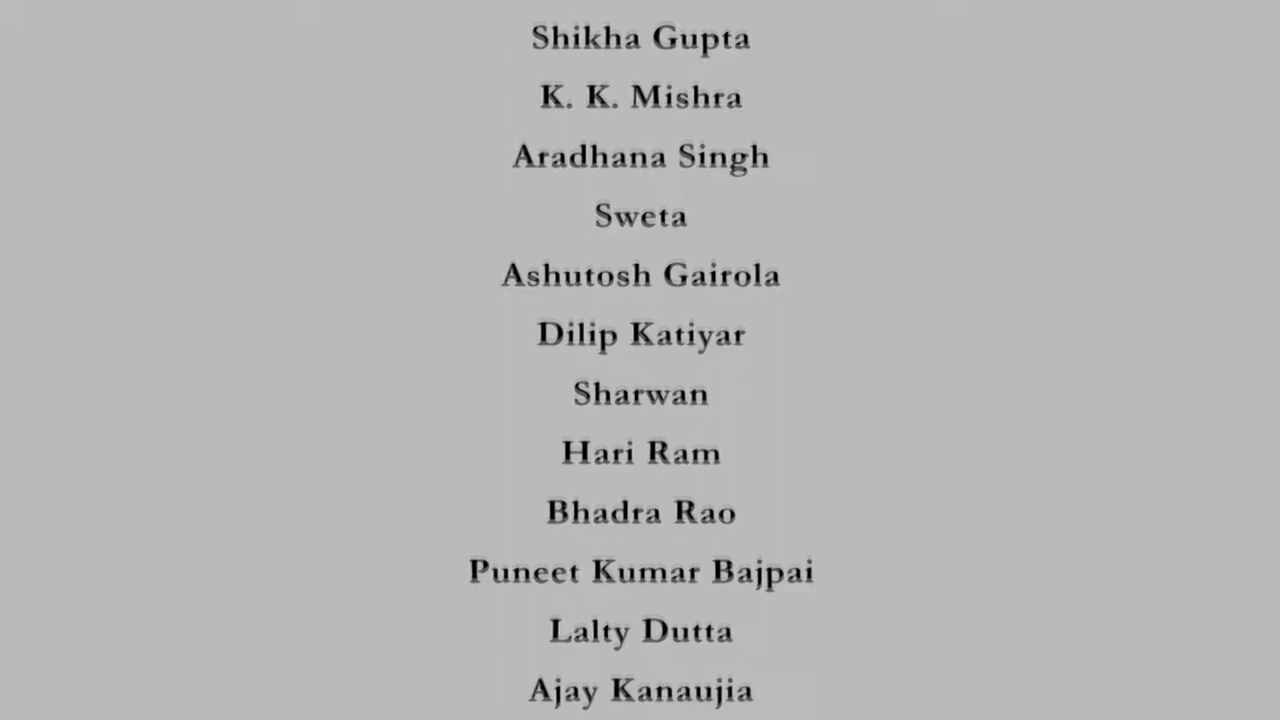 Shikha Gupta
K. K. Mishra
Aradhana Singh
Sweta
Ashutosh Gairola
Dilip Katiyar
Sharwan
Hari Ram
Bhadra Rao
Puneet Kumar Bajpai
Lalty Dutta
Ajay Kanaujia